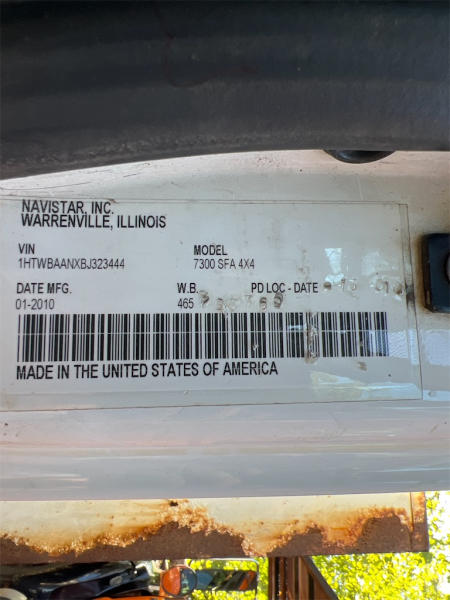 NAVISTAR, INC.
WARRENVILLE, ILLINOIS
VIN MODEL
1HTWBAANXBJ323444 7300 SFA 4X4
DATE MFG. W.B. PD LOC - DATE
01-2010 465
MADE IN THE UNITED STATES OF AMERICA